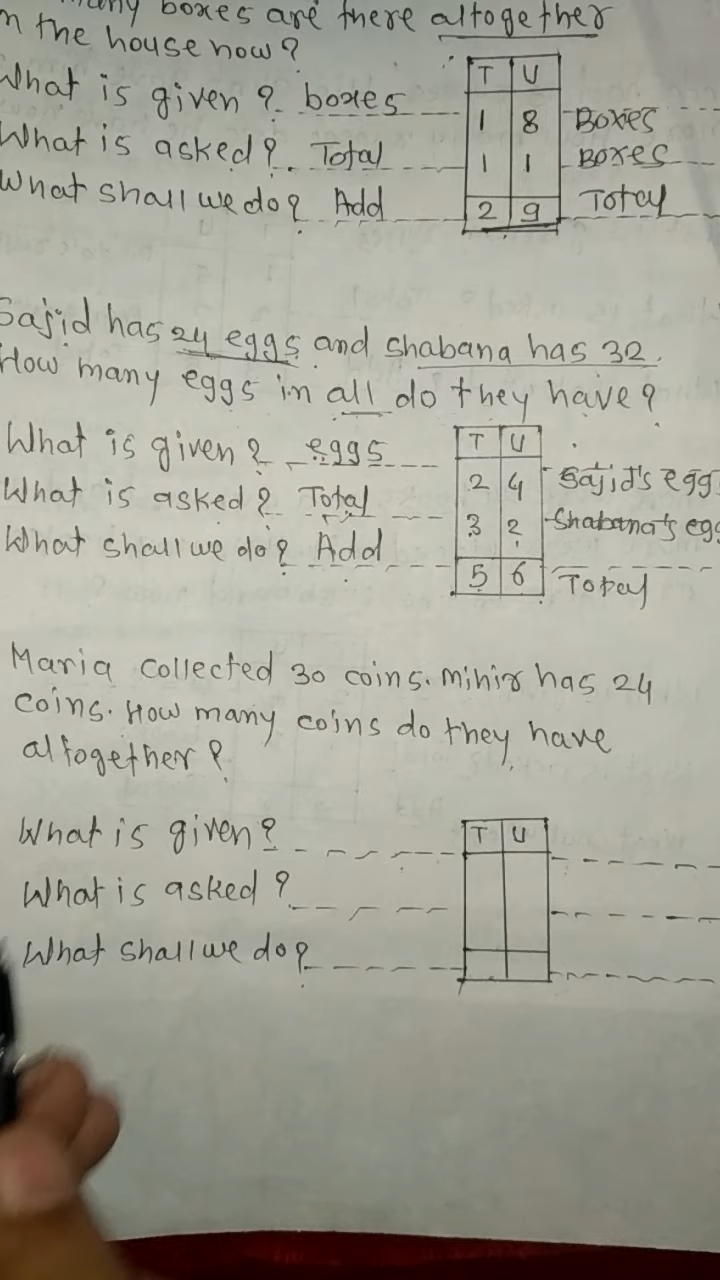 many boxes are there altogether
n the house now?
What is given? boxes
What is asked? Total
What shall we do? Add
T U
1 8 Boxes
1 1 Boxes
2 9 Total
Sajid has 24 eggs and shabana has 32.
How many eggs in all do they have?
What is given? eggs
What is asked? Total
What shall we do? Add
T U
2 4 Sajid's egg
3 2 Shabana's eg
5 6 Total
Maria collected 30 coins. Mihir has 24
coins. How many coins do they have
altogether?
What is given?
What is asked?
What shall we do?
T U